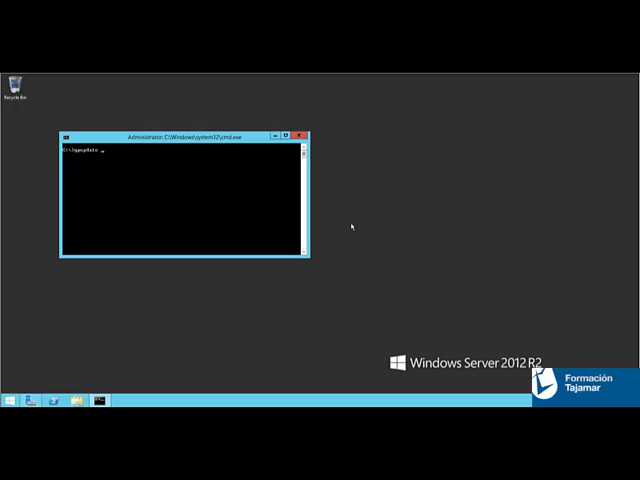 Recycle Bin
Administrator: C:\Windows\system32\cmd.exe
C:\>gpupdate _
Windows Server 2012 R2
Formación
Tajamar